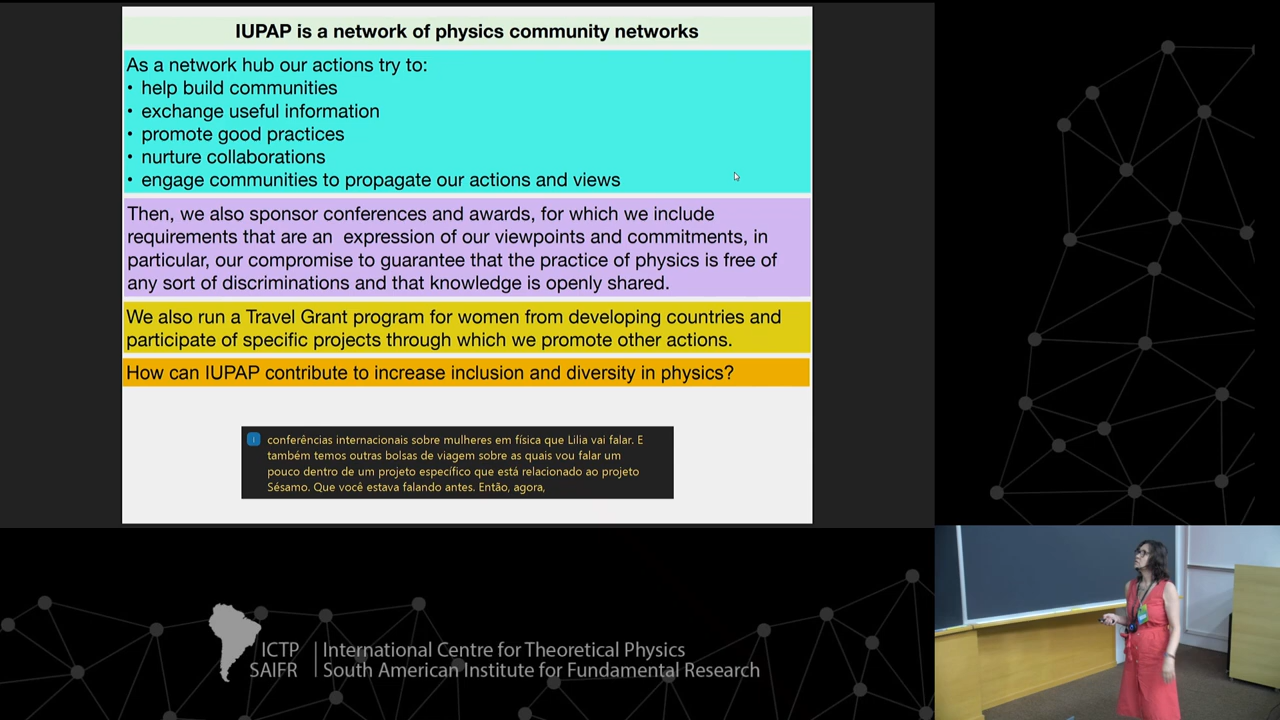 IUPAP is a network of physics community networks
As a network hub our actions try to:
• help build communities
• exchange useful information
• promote good practices
• nurture collaborations
• engage communities to propagate our actions and views
Then, we also sponsor conferences and awards, for which we include
requirements that are an expression of our viewpoints and commitments, in
particular, our compromise to guarantee that the practice of physics is free of
any sort of discriminations and that knowledge is openly shared.
We also run a Travel Grant program for women from developing countries and
participate of specific projects through which we promote other actions.
How can IUPAP contribute to increase inclusion and diversity in physics?
conferências internacionais sobre mulheres em física que Lilia vai falar. E
também temos outras bolsas de viagem sobre as quais vou falar um
pouco dentro de um projeto específico que está relacionado ao projeto
Sésamo. Que você estava falando antes. Então, agora,
ICTP
SAIFR
International Centre for Theoretical Physics
South American Institute for Fundamental Research